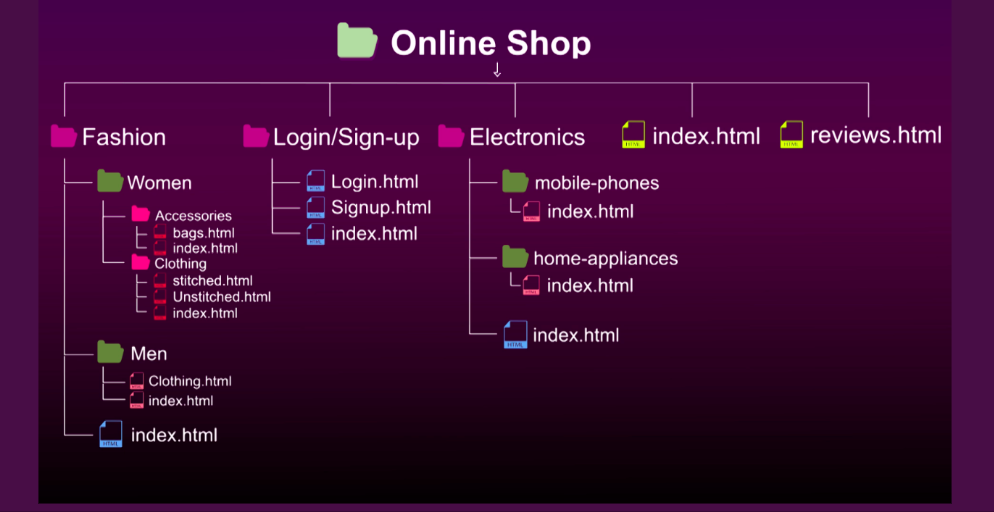 Online Shop
Fashion
Login/Sign-up
Electronics
index.html
reviews.html
Women
Accessories
bags.html
index.html
Clothing
stitched.html
Unstitched.html
index.html
Men
Clothing.html
index.html
index.html
Login.html
Signup.html
index.html
mobile-phones
index.html
home-appliances
index.html
index.html